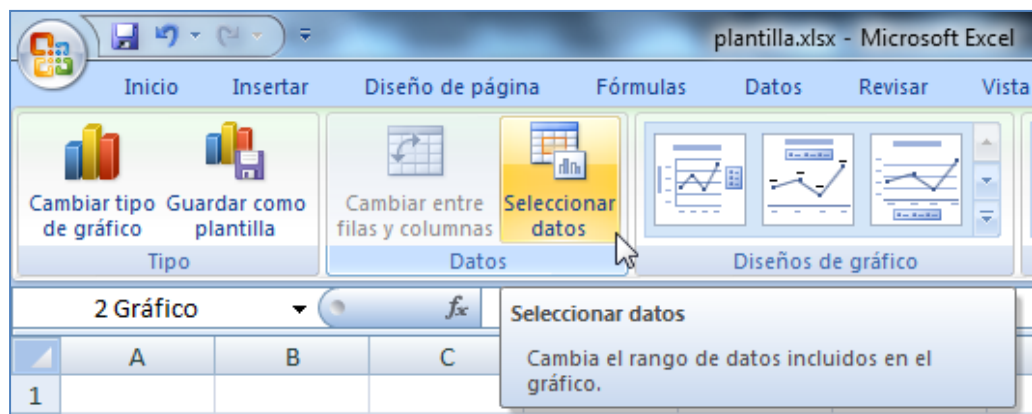 plantilla.xlsx - Microsoft Excel
Inicio Insertar Diseño de página Fórmulas Datos Revisar Vista
Cambiar tipo de gráfico
Guardar como plantilla
Cambiar entre filas y columnas
Seleccionar datos
Tipo Datos Diseños de gráfico
2 Gráfico fx
Seleccionar datos
Cambia el rango de datos incluidos en el
gráfico.
A B C
1